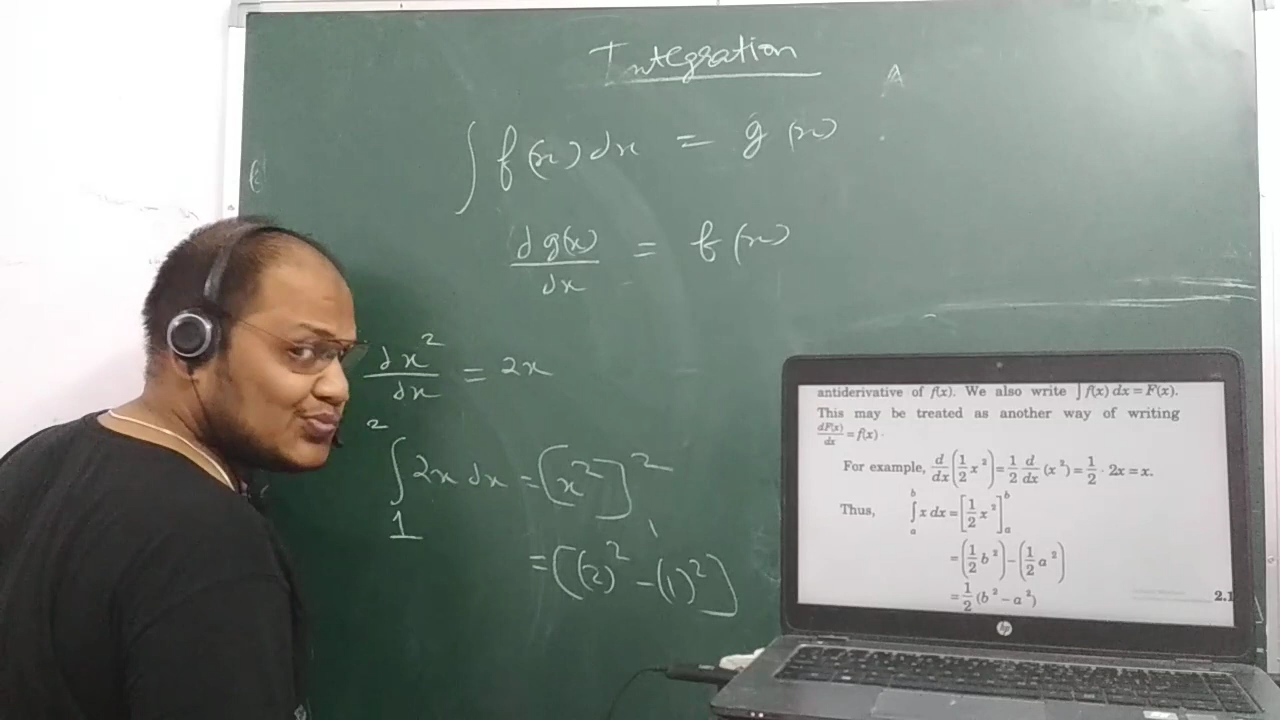 Integration
A
∫ f(x) dx = g(x)
dg(x)/dx = f(x)
dx²/dx = 2x
∫₁² 2x dx = [x²]₁²
= [(2)² - (1)²]
antiderivative of f(x). We also write ∫ f(x) dx = F(x).
This may be treated as another way of writing
dF(x)/dx = f(x).
For example, d/dx (1/2 x²) = 1/2 d/dx (x²) = 1/2 · 2x = x.
Thus, ∫ₐᵇ x dx = [1/2 x²]ₐᵇ
= (1/2 b²) - (1/2 a²)
= 1/2 (b² - a²)
2.1
hp